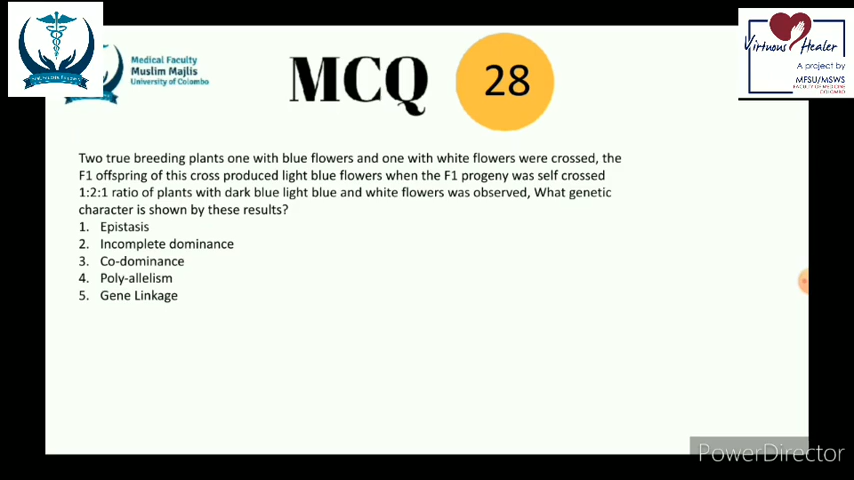 Medical Faculty
Muslim Majlis
University of Colombo
MCQ
28
Virtuous Healer
A project by
MFSU/MSWS
FACULTY OF MEDICINE
COLOMBO
Two true breeding plants one with blue flowers and one with white flowers were crossed, the
F1 offspring of this cross produced light blue flowers when the F1 progeny was self crossed
1:2:1 ratio of plants with dark blue light blue and white flowers was observed, What genetic
character is shown by these results?
1. Epistasis
2. Incomplete dominance
3. Co-dominance
4. Poly-allelism
5. Gene Linkage
PowerDirector